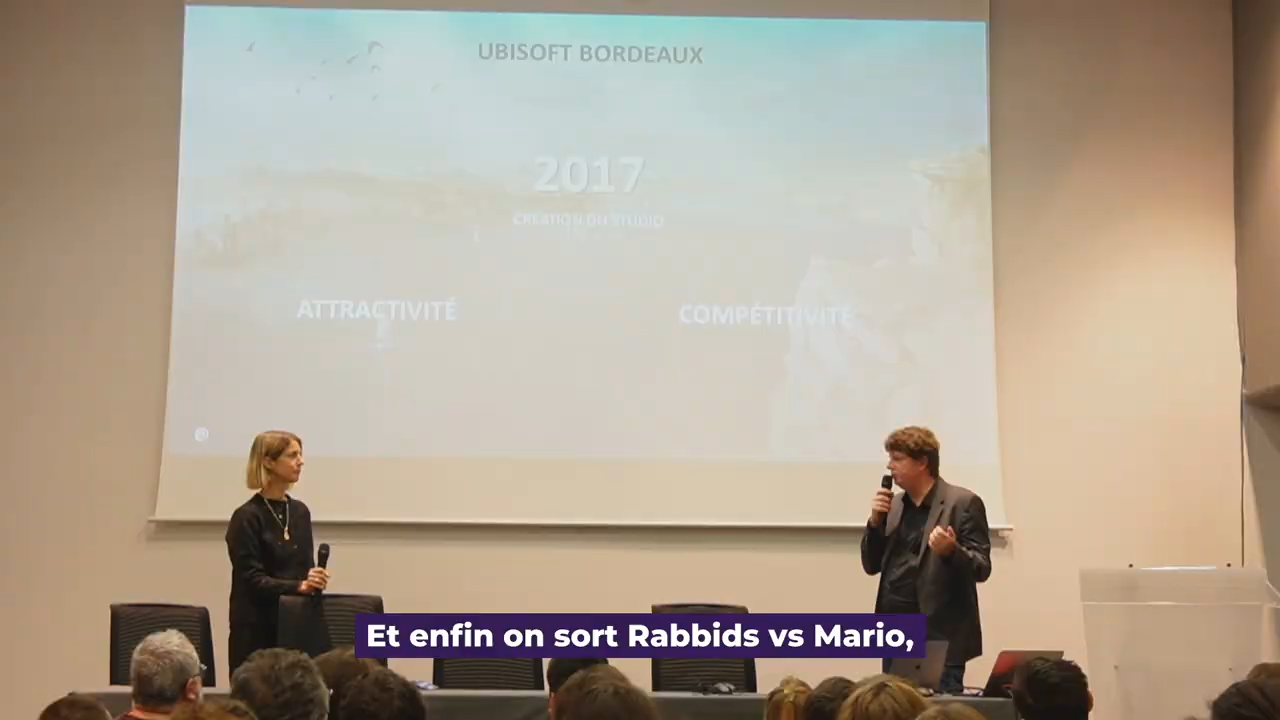 UBISOFT BORDEAUX
2017
CRÉATION DU STUDIO
ATTRACTIVITÉ
COMPÉTITIVITÉ
Et enfin on sort Rabbids vs Mario,